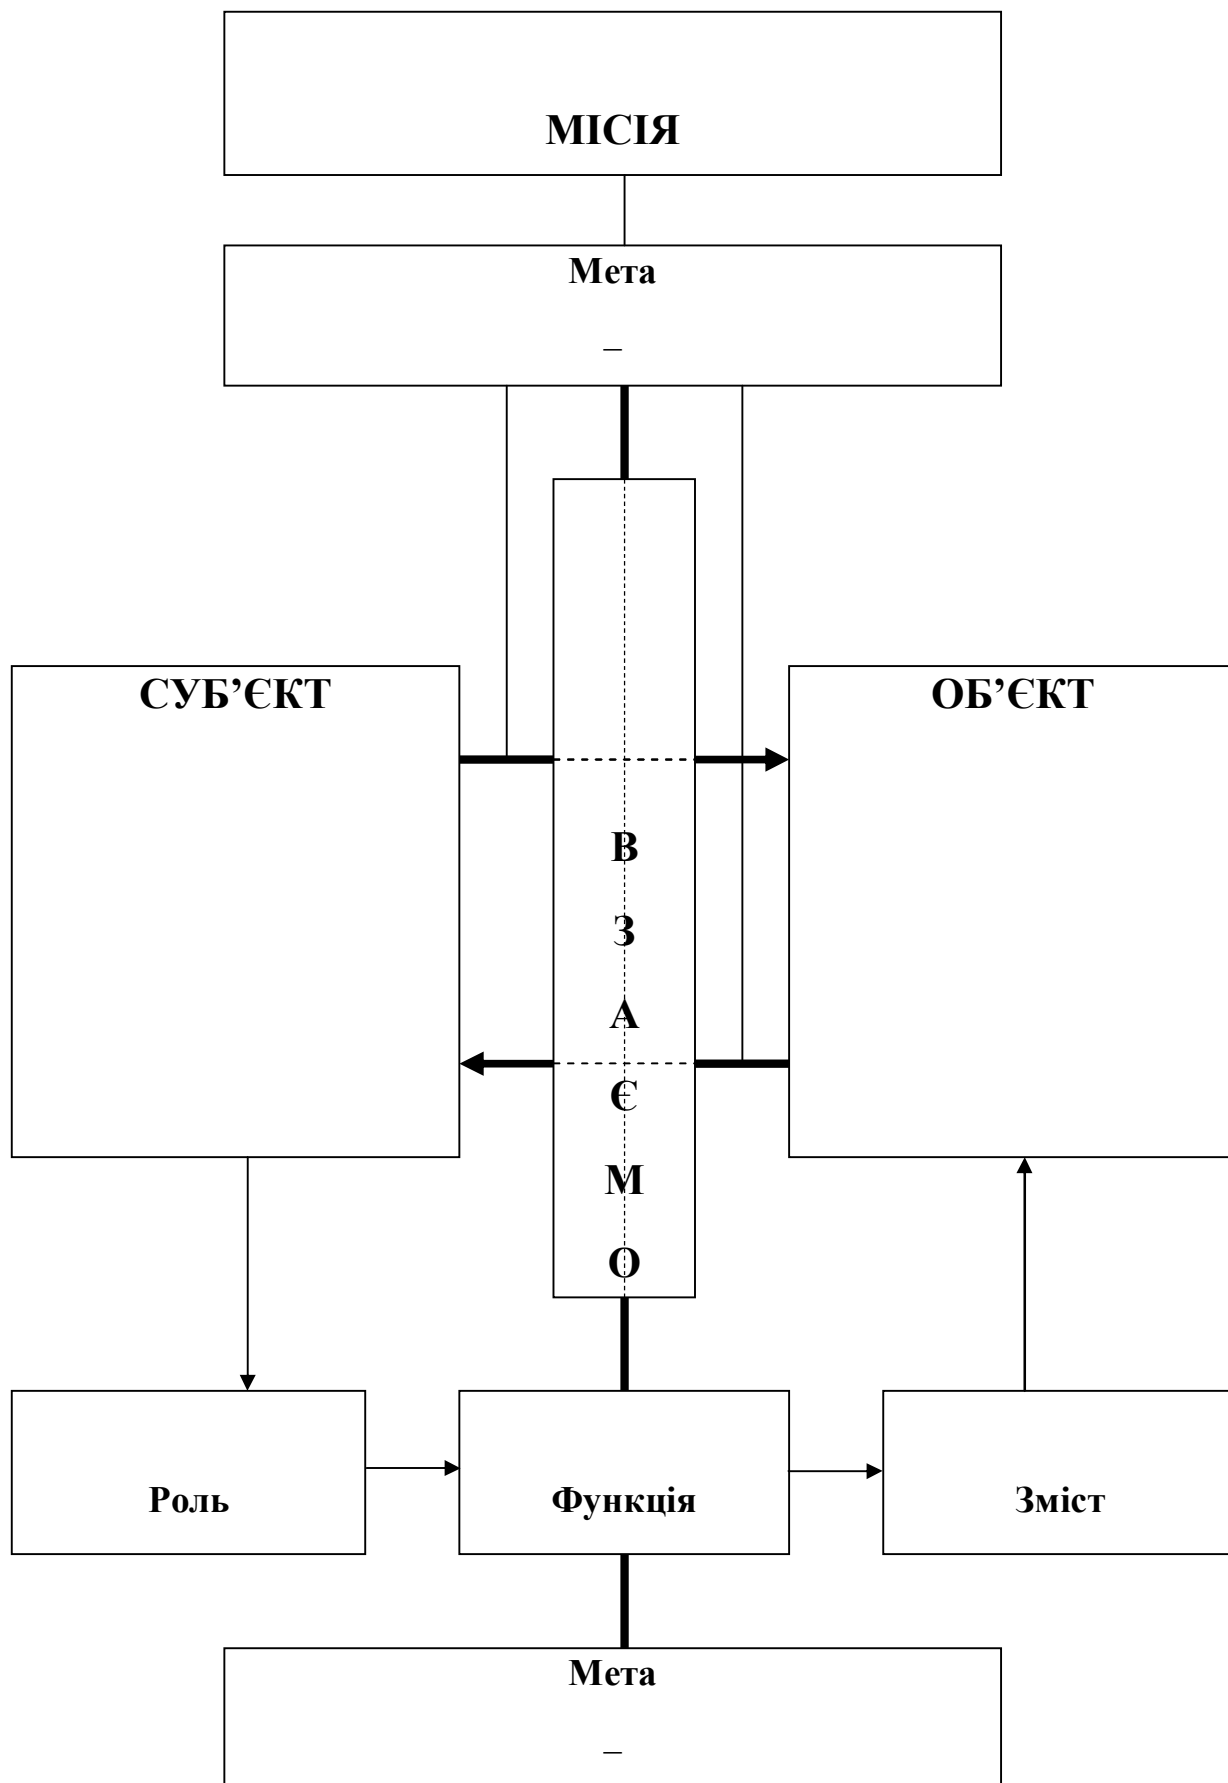 МІСІЯ
Мета
–
СУБ’ЄКТ
ОБ’ЄКТ
В
З
А
Є
М
О
Роль
Функція
Зміст
Мета
–